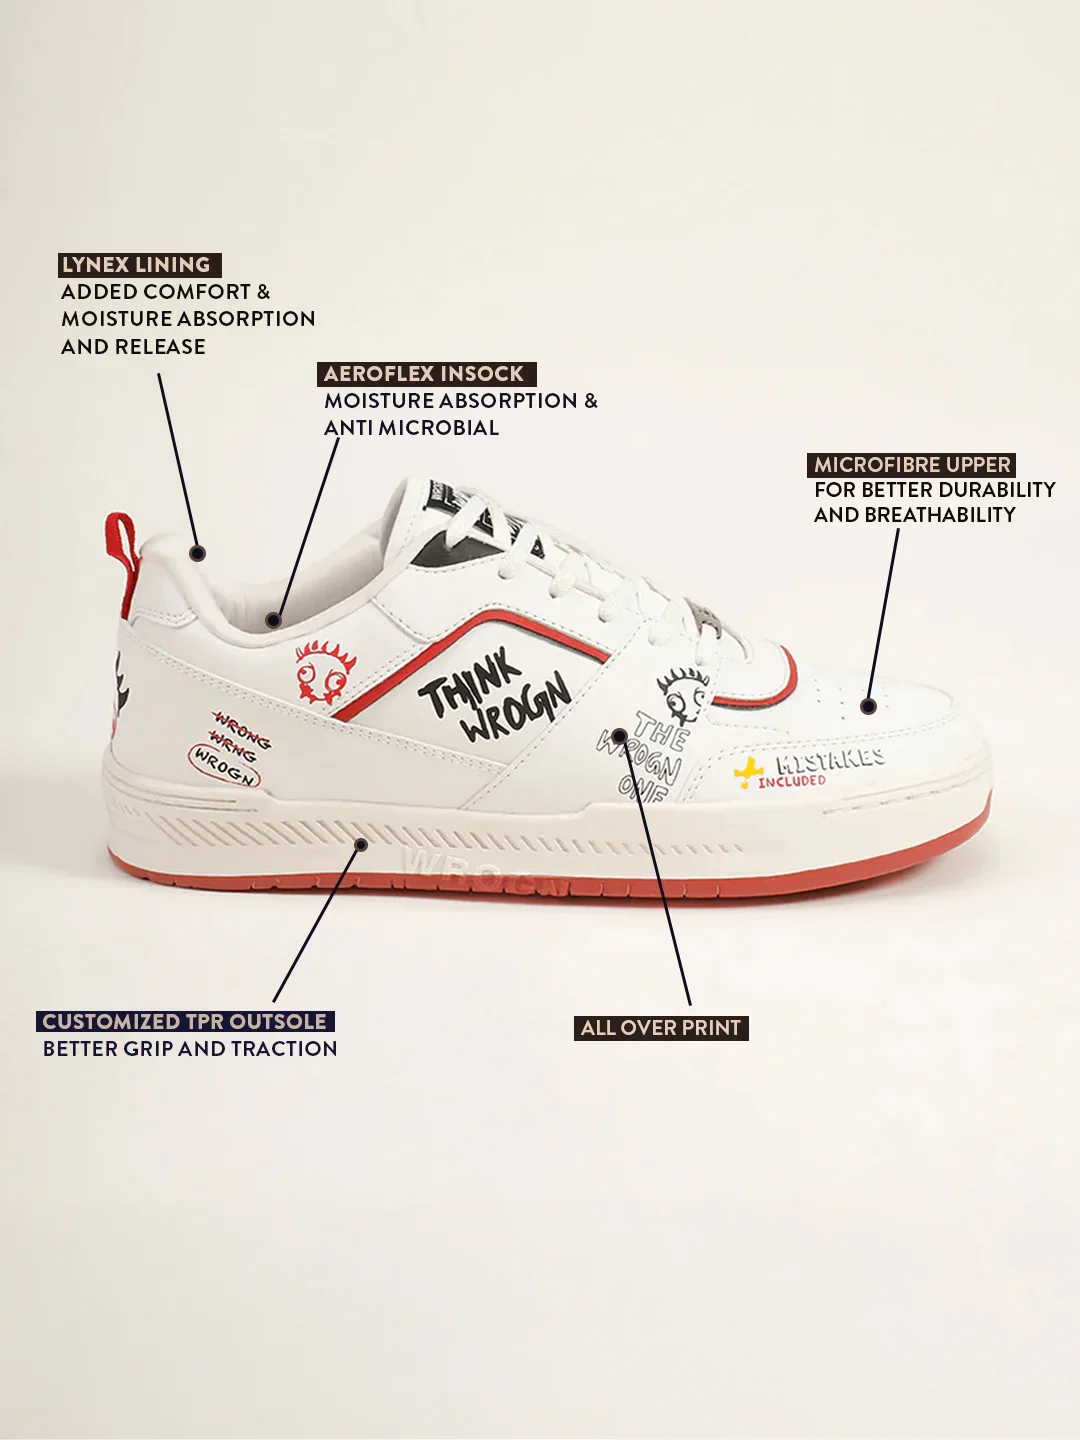 LYNEX LINING
ADDED COMFORT &
MOISTURE ABSORPTION
AND RELEASE
AEROFLEX INSOCK
MOISTURE ABSORPTION &
ANTI MICROBIAL
MICROFIBRE UPPER
FOR BETTER DURABILITY
AND BREATHABILITY
THINK
WROGN
WRONG
WRNG
WROGN
THE
WROGN
ONE
MISTAKES
INCLUDED
WROGN
CUSTOMIZED TPR OUTSOLE
BETTER GRIP AND TRACTION
ALL OVER PRINT